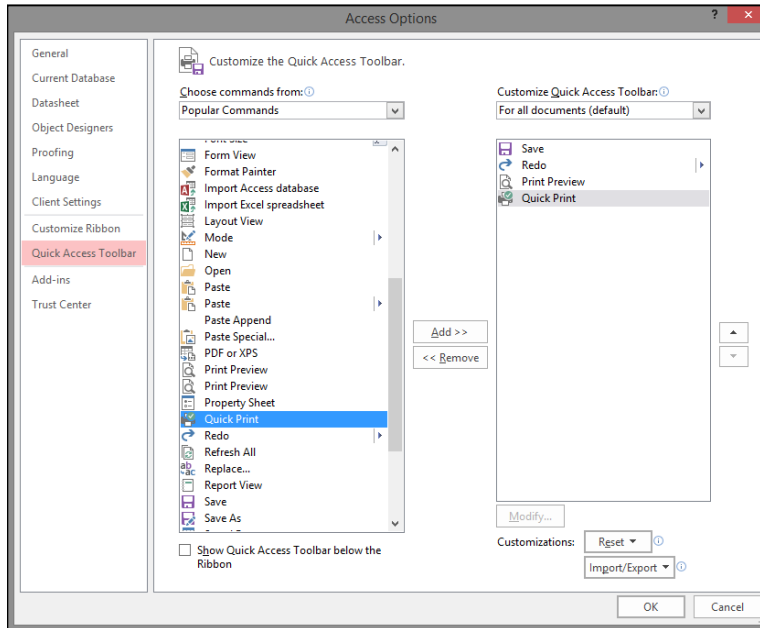 Access Options
?
General
Current Database
Datasheet
Object Designers
Proofing
Language
Client Settings
Customize Ribbon
Quick Access Toolbar
Add-ins
Trust Center
Customize the Quick Access Toolbar.
Choose commands from:
Popular Commands
Form View
Format Painter
Import Access database
Import Excel spreadsheet
Layout View
Mode
New
Open
Paste
Paste
Paste Append
Paste Special...
PDF or XPS
Print Preview
Print Preview
Property Sheet
Quick Print
Redo
Refresh All
Replace...
Report View
Save
Save As
Show Quick Access Toolbar below the
Ribbon
Add >>
<< Remove
Customize Quick Access Toolbar:
For all documents (default)
Save
Redo
Print Preview
Quick Print
Modify...
Customizations:
Reset
Import/Export
OK
Cancel